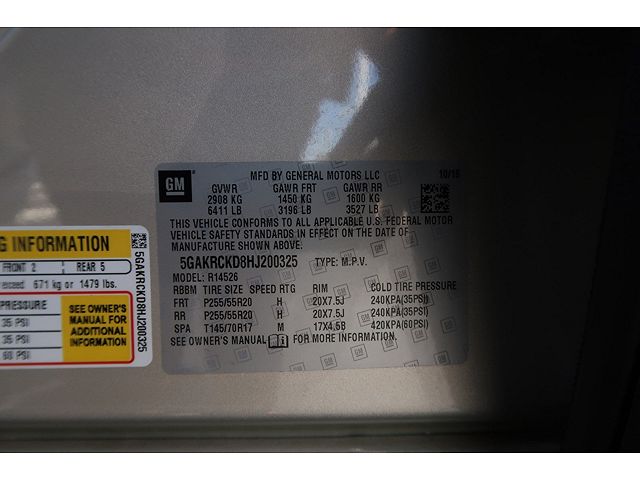 GM
MFD BY GENERAL MOTORS LLC 10/16
GVWR GAWR FRT GAWR RR
2908 KG 1450 KG 1600 KG
6411 LB 3196 LB 3527 LB
THIS VEHICLE CONFORMS TO ALL APPLICABLE U.S. FEDERAL MOTOR
VEHICLE SAFETY STANDARDS IN EFFECT ON THE DATE OF
MANUFACTURE SHOWN ABOVE:
5GAKRCKD8HJ200325 TYPE: M.P.V.
MODEL: R14526
RBBM TIRE SIZE SPEED RTG RIM COLD TIRE PRESSURE
FRT P255/55R20 H 20X7.5J 240KPA(35PSI)
RR P255/55R20 H 20X7.5J 240KPA(35PSI)
SPA T145/70R17 M 17X4.5B 420KPA(60PSI)
SEE OWNER'S MANUAL FOR MORE INFORMATION.
G INFORMATION
FRONT 2 REAR 5
exceed 671 kg or 1479 lbs.
PRESSURE
35 PSI
35 PSI
60 PSI
SEE OWNER'S
MANUAL FOR
ADDITIONAL
INFORMATION
5GAKRCKD8HJ200325